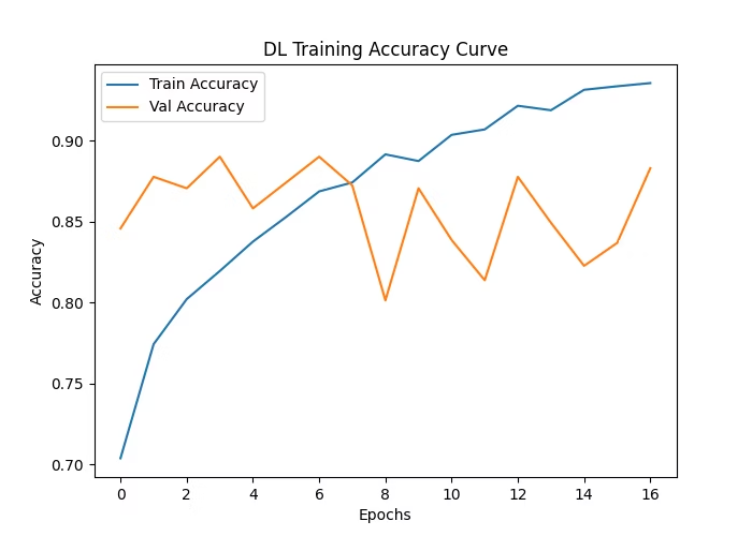 DL Training Accuracy Curve
Train Accuracy
Val Accuracy
Accuracy
0.90
0.85
0.80
0.75
0.70
0 2 4 6 8 10 12 14 16
Epochs